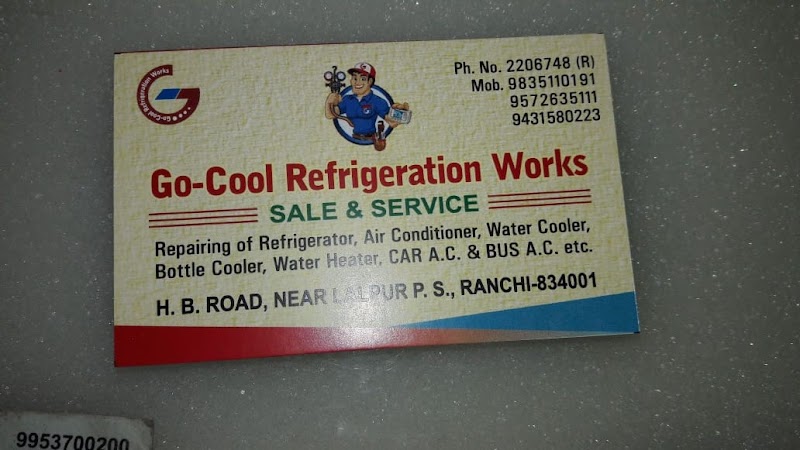 Go-Cool Refrigeration Works
Ph. No. 2206748 (R)
Mob. 9835110191
9572635111
9431580223
Go-Cool Refrigeration Works
SALE & SERVICE
Repairing of Refrigerator, Air Conditioner, Water Cooler,
Bottle Cooler, Water Heater, CAR A.C. & BUS A.C. etc.
H. B. ROAD, NEAR LALPUR P. S., RANCHI-834001
9953700200